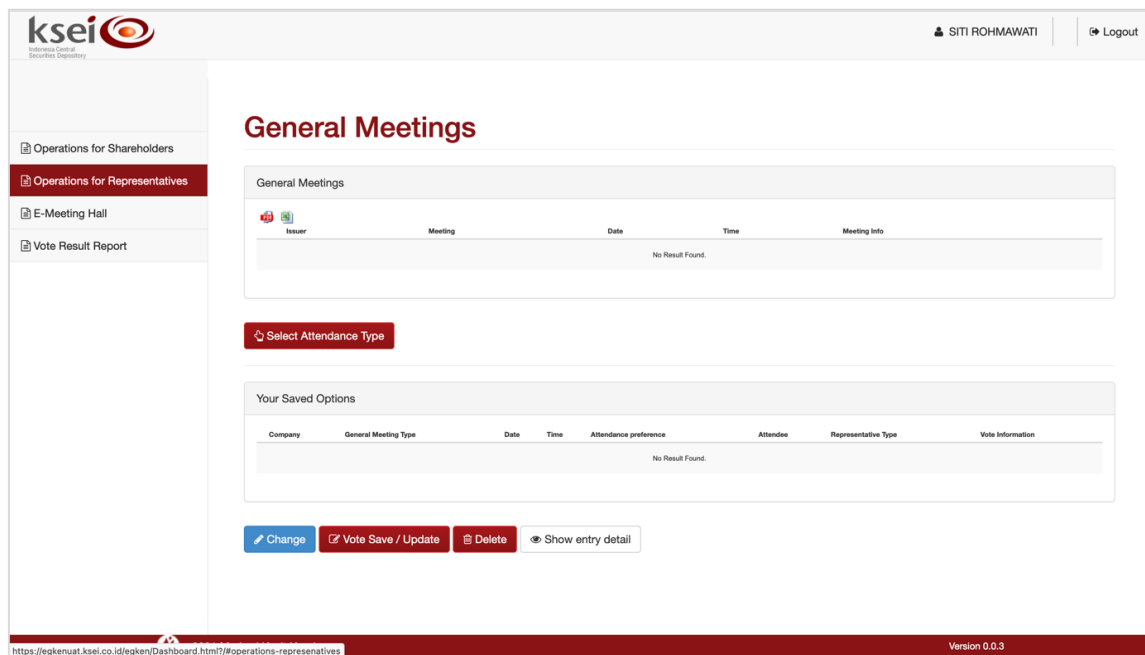 ksei
Indonesia Central
Securities Depository
SITI ROHMAWATI
Logout
Operations for Shareholders
Operations for Representatives
E-Meeting Hall
Vote Result Report
General Meetings
General Meetings
Issuer Meeting Date Time Meeting Info
No Result Found.
Select Attendance Type
Your Saved Options
Company General Meeting Type Date Time Attendance preference Attendee Representative Type Vote Information
No Result Found.
Change Vote Save / Update Delete Show entry detail
Version 0.0.3
https://egkenuat.ksei.co.id/egken/Dashboard.html?/#operations-represenatives